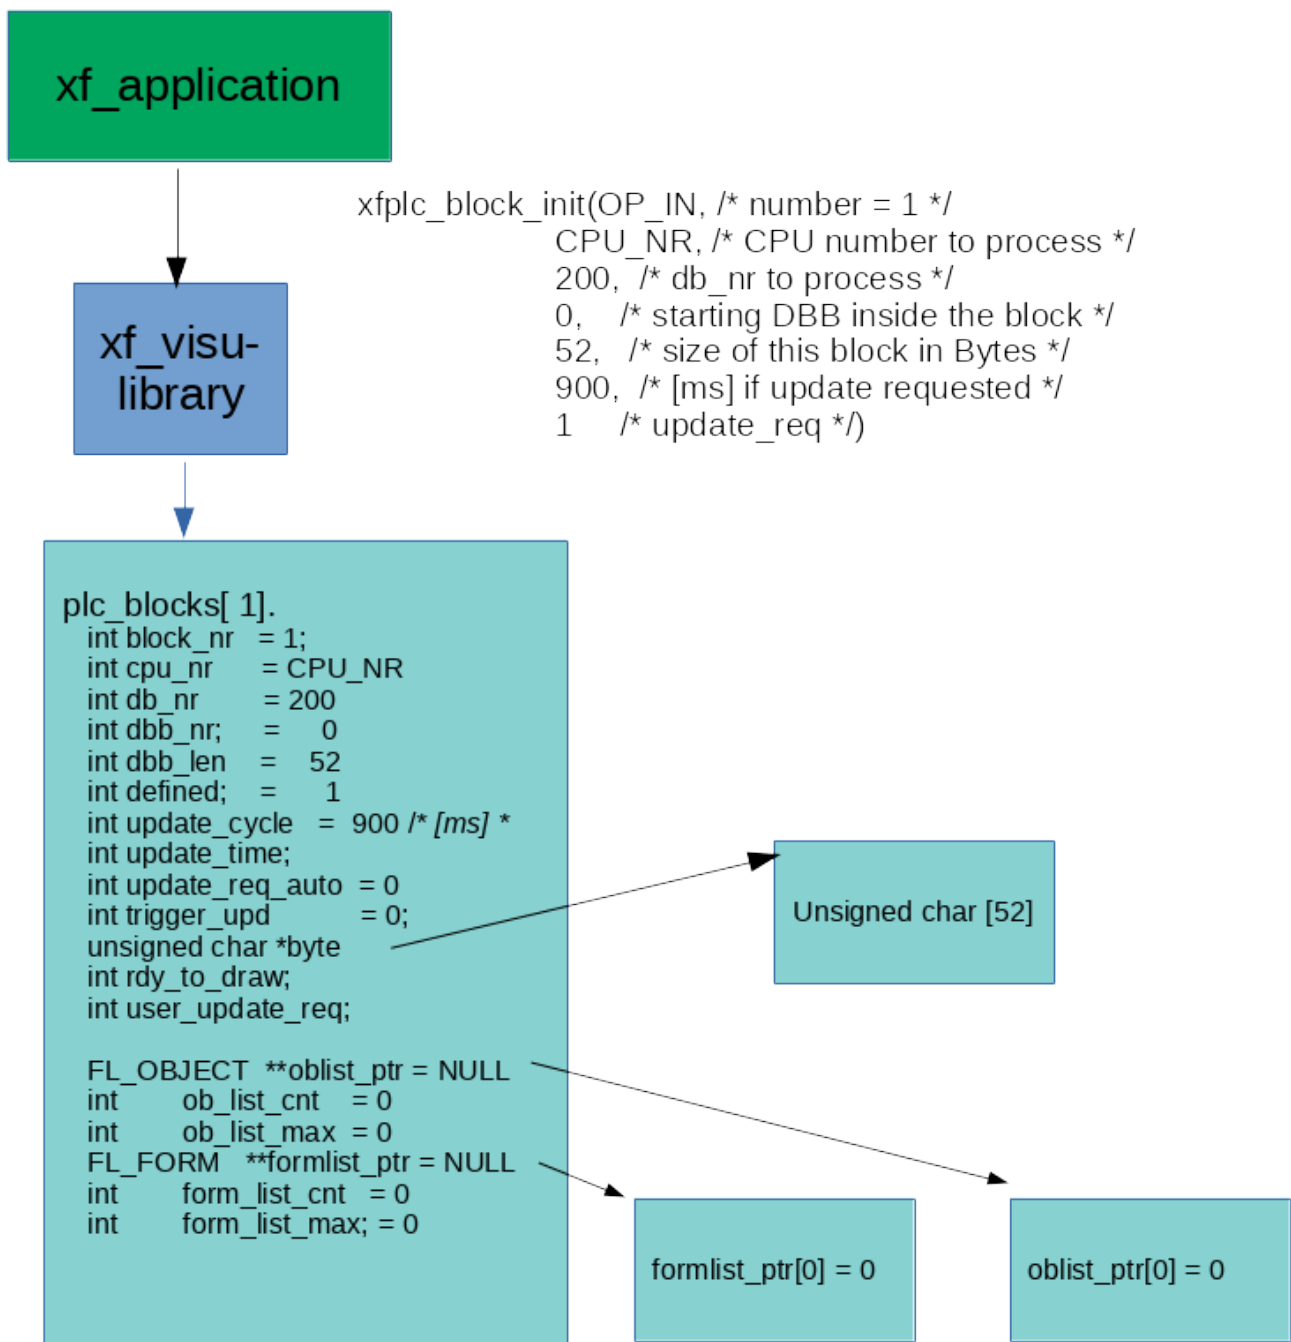 xf_application
xfplc_block_init(OP_IN, /* number = 1 */
CPU_NR, /* CPU number to process */
200, /* db_nr to process */
0, /* starting DBB inside the block */
52, /* size of this block in Bytes */
900, /* [ms] if update requested */
1 /* update_req */)
xf_visu-
library
plc_blocks[ 1].
int block_nr = 1;
int cpu_nr = CPU_NR
int db_nr = 200
int dbb_nr; = 0
int dbb_len = 52
int defined; = 1
int update_cycle = 900 /* [ms] *
int update_time;
int update_req_auto = 0
int trigger_upd = 0;
unsigned char *byte
int rdy_to_draw;
int user_update_req;
FL_OBJECT **oblist_ptr = NULL
int ob_list_cnt = 0
int ob_list_max = 0
FL_FORM **formlist_ptr = NULL
int form_list_cnt = 0
int form_list_max; = 0
Unsigned char [52]
formlist_ptr[0] = 0
oblist_ptr[0] = 0